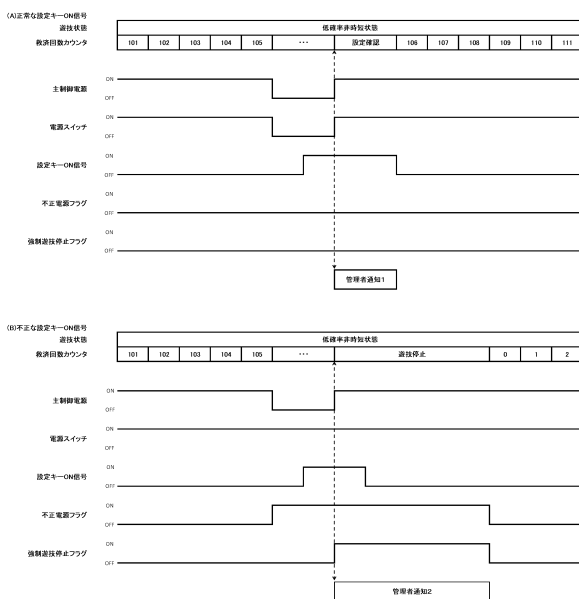 (A)正常な設定キーON信号
遊技状態 低確率非時短状態
救済回数カウンタ 101 102 103 104 105 … 設定確認 106 107 108 109 110 111
主制御電源 ON OFF
電源スイッチ ON OFF
設定キーON信号 ON OFF
不正電源フラグ ON OFF
強制遊技停止フラグ ON OFF
管理者通知1
(B)不正な設定キーON信号
遊技状態 低確率非時短状態
救済回数カウンタ 101 102 103 104 105 … 遊技停止 0 1 2
主制御電源 ON OFF
電源スイッチ ON OFF
設定キーON信号 ON OFF
不正電源フラグ ON OFF
強制遊技停止フラグ ON OFF
管理者通知2